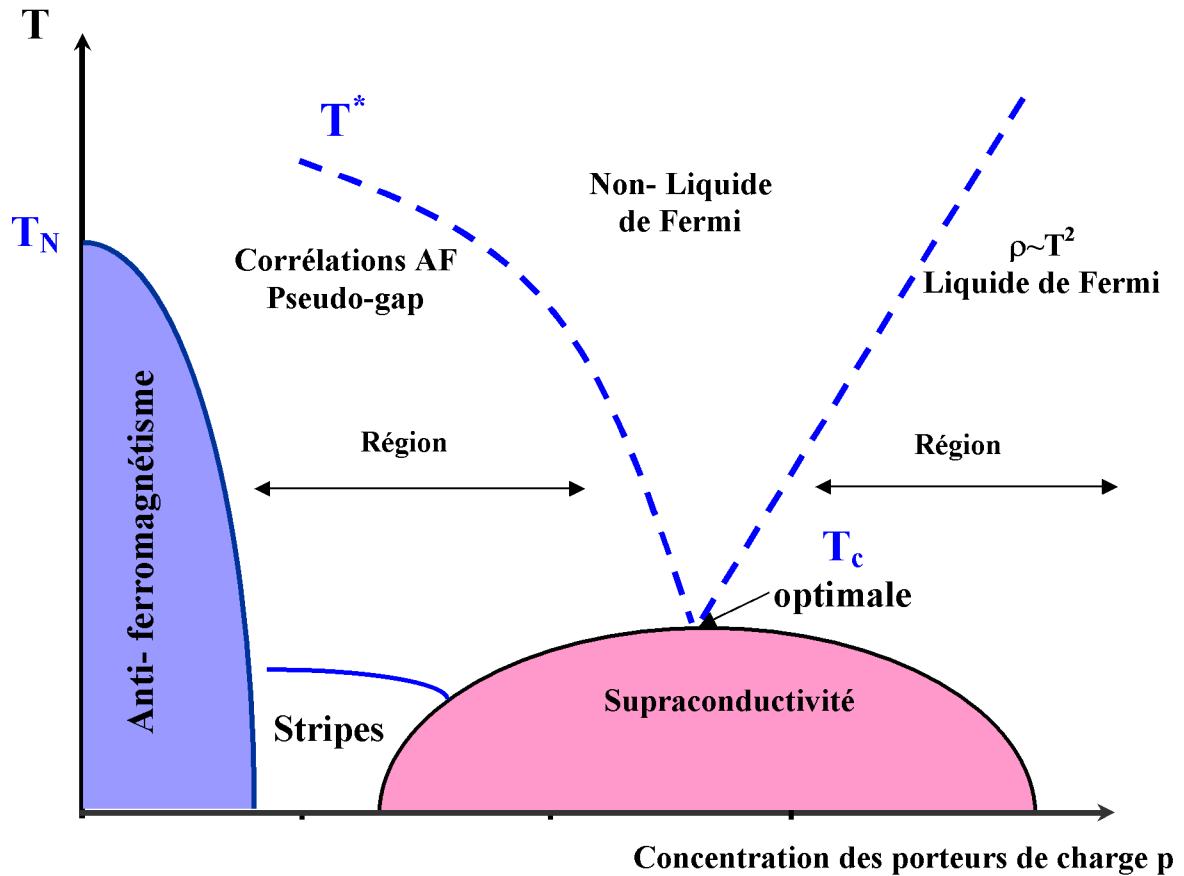 T
T*
Non- Liquide
de Fermi
T_N
Corrélations AF
Pseudo-gap
ρ~T²
Liquide de Fermi
Anti- ferromagnétisme
Région
Région
T_c
optimale
Supraconductivité
Stripes
Concentration des porteurs de charge p